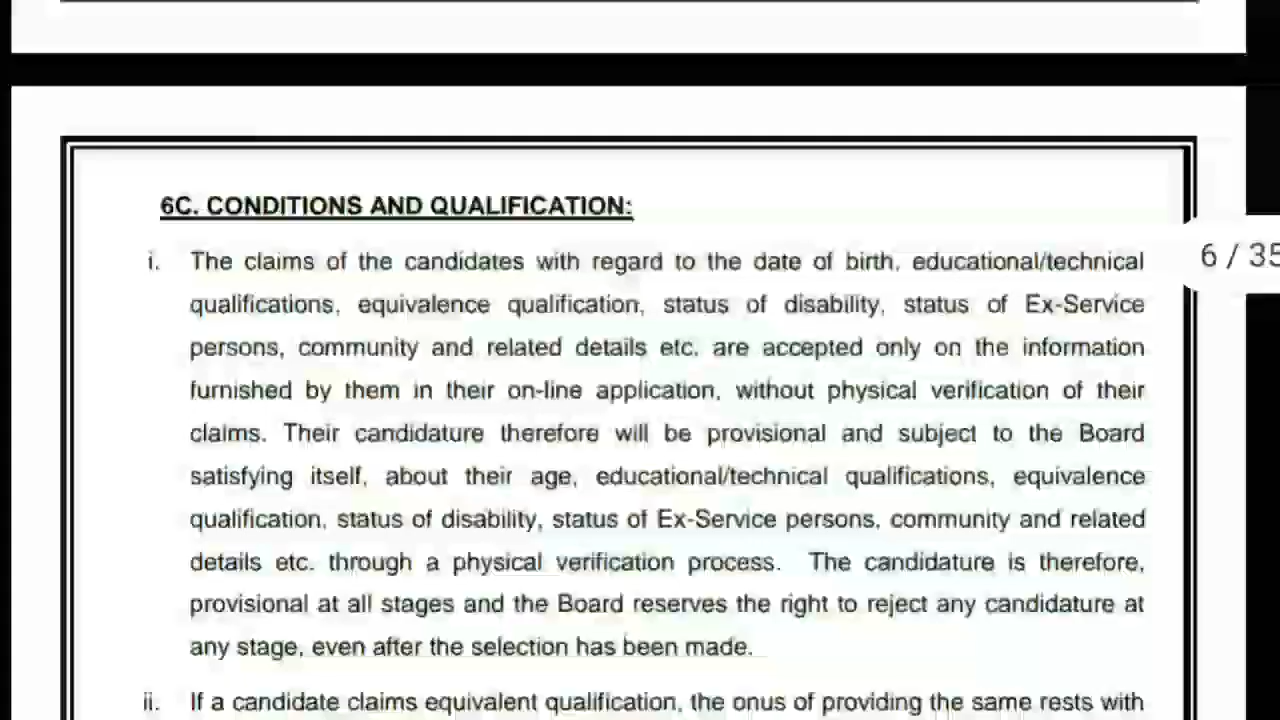 6C. CONDITIONS AND QUALIFICATION:
i. The claims of the candidates with regard to the date of birth, educational/technical
qualifications, equivalence qualification, status of disability, status of Ex-Service
persons, community and related details etc. are accepted only on the information
furnished by them in their on-line application, without physical verification of their
claims. Their candidature therefore will be provisional and subject to the Board
satisfying itself, about their age, educational/technical qualifications, equivalence
qualification, status of disability, status of Ex-Service persons, community and related
details etc. through a physical verification process. The candidature is therefore,
provisional at all stages and the Board reserves the right to reject any candidature at
any stage, even after the selection has been made.
ii. If a candidate claims equivalent qualification, the onus of providing the same rests with
6 / 35